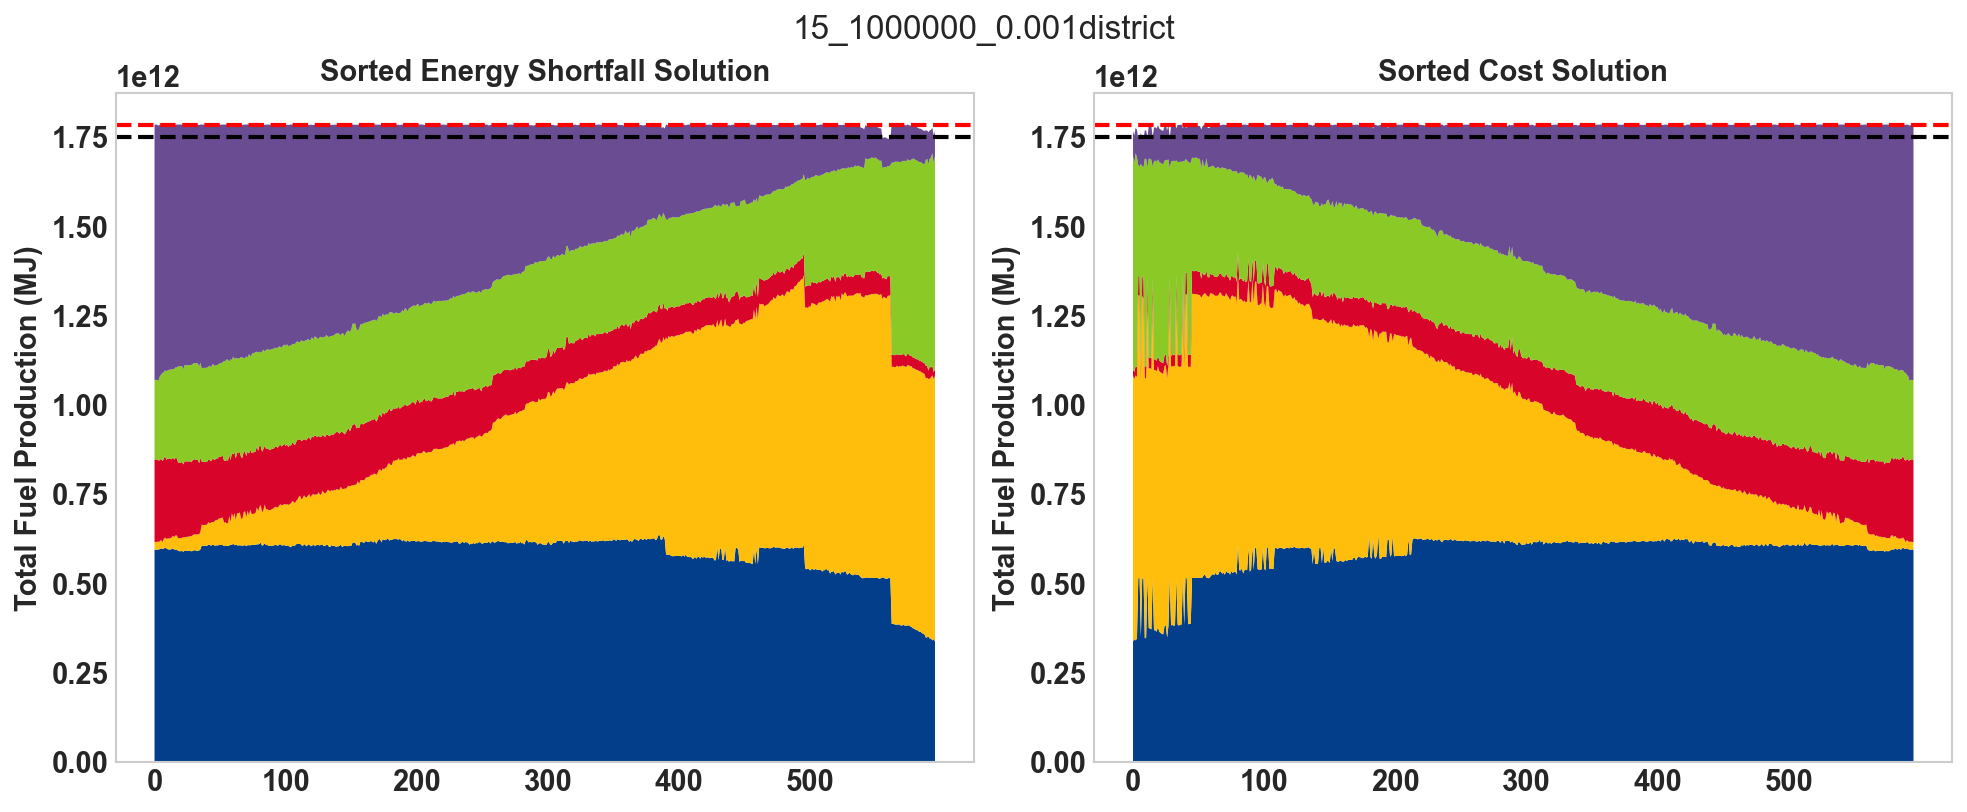 15_1000000_0.001district
Sorted Energy Shortfall Solution
1e12
Total Fuel Production (MJ)
1.75
1.50
1.25
1.00
0.75
0.50
0.25
0.00
0 100 200 300 400 500
Sorted Cost Solution
1e12
Total Fuel Production (MJ)
1.75
1.50
1.25
1.00
0.75
0.50
0.25
0.00
0 100 200 300 400 500